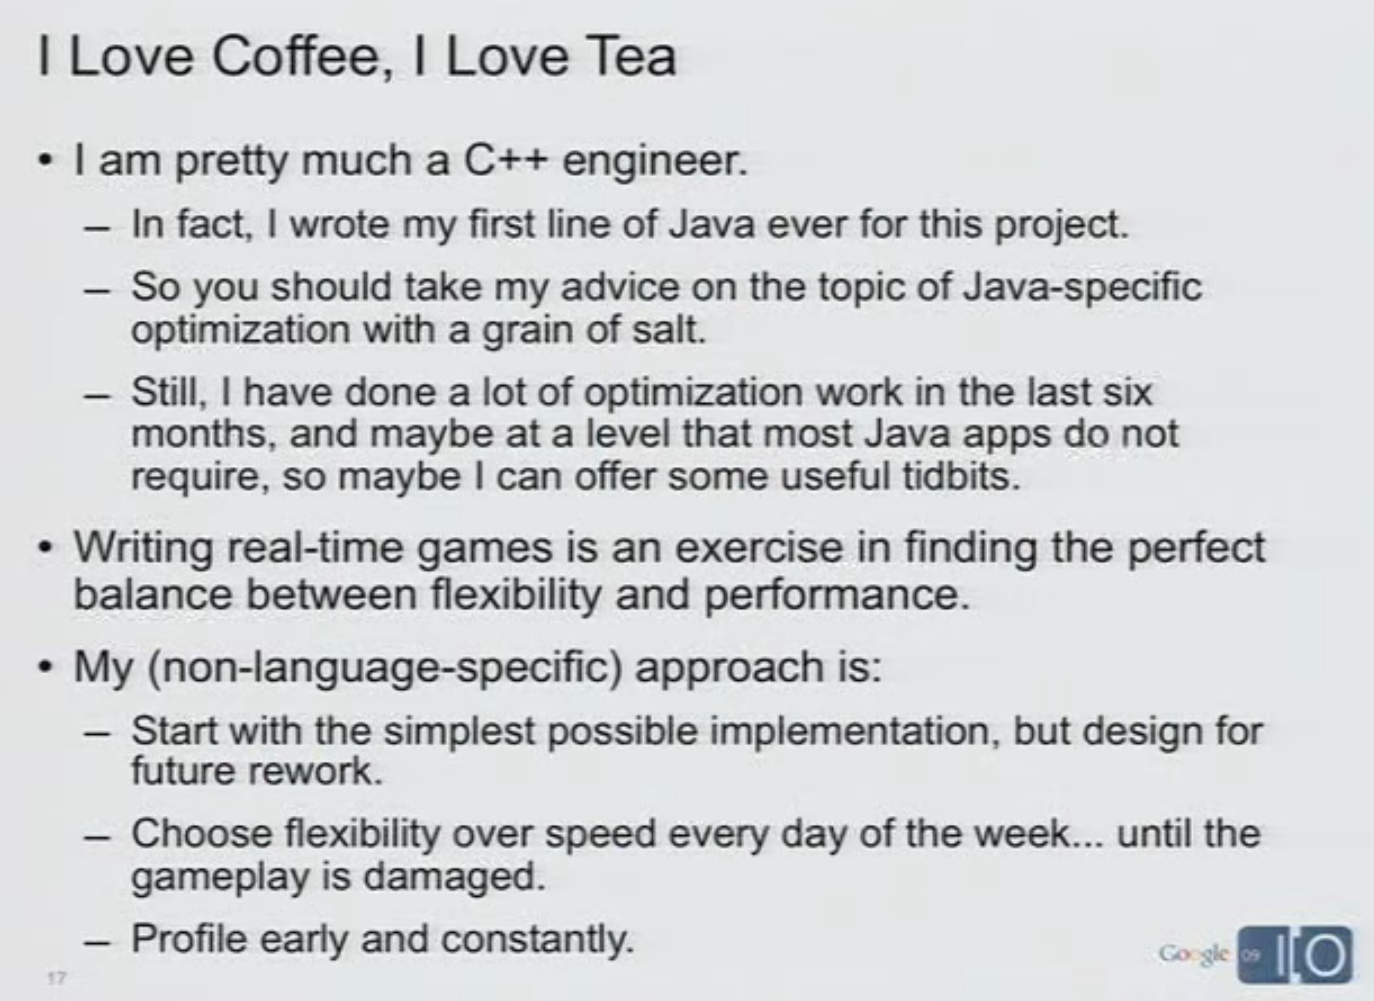 I Love Coffee, I Love Tea
• I am pretty much a C++ engineer.
– In fact, I wrote my first line of Java ever for this project.
– So you should take my advice on the topic of Java-specific
optimization with a grain of salt.
– Still, I have done a lot of optimization work in the last six
months, and maybe at a level that most Java apps do not
require, so maybe I can offer some useful tidbits.
• Writing real-time games is an exercise in finding the perfect
balance between flexibility and performance.
• My (non-language-specific) approach is:
– Start with the simplest possible implementation, but design for
future rework.
– Choose flexibility over speed every day of the week... until the
gameplay is damaged.
– Profile early and constantly.
17
Google 09 I/O